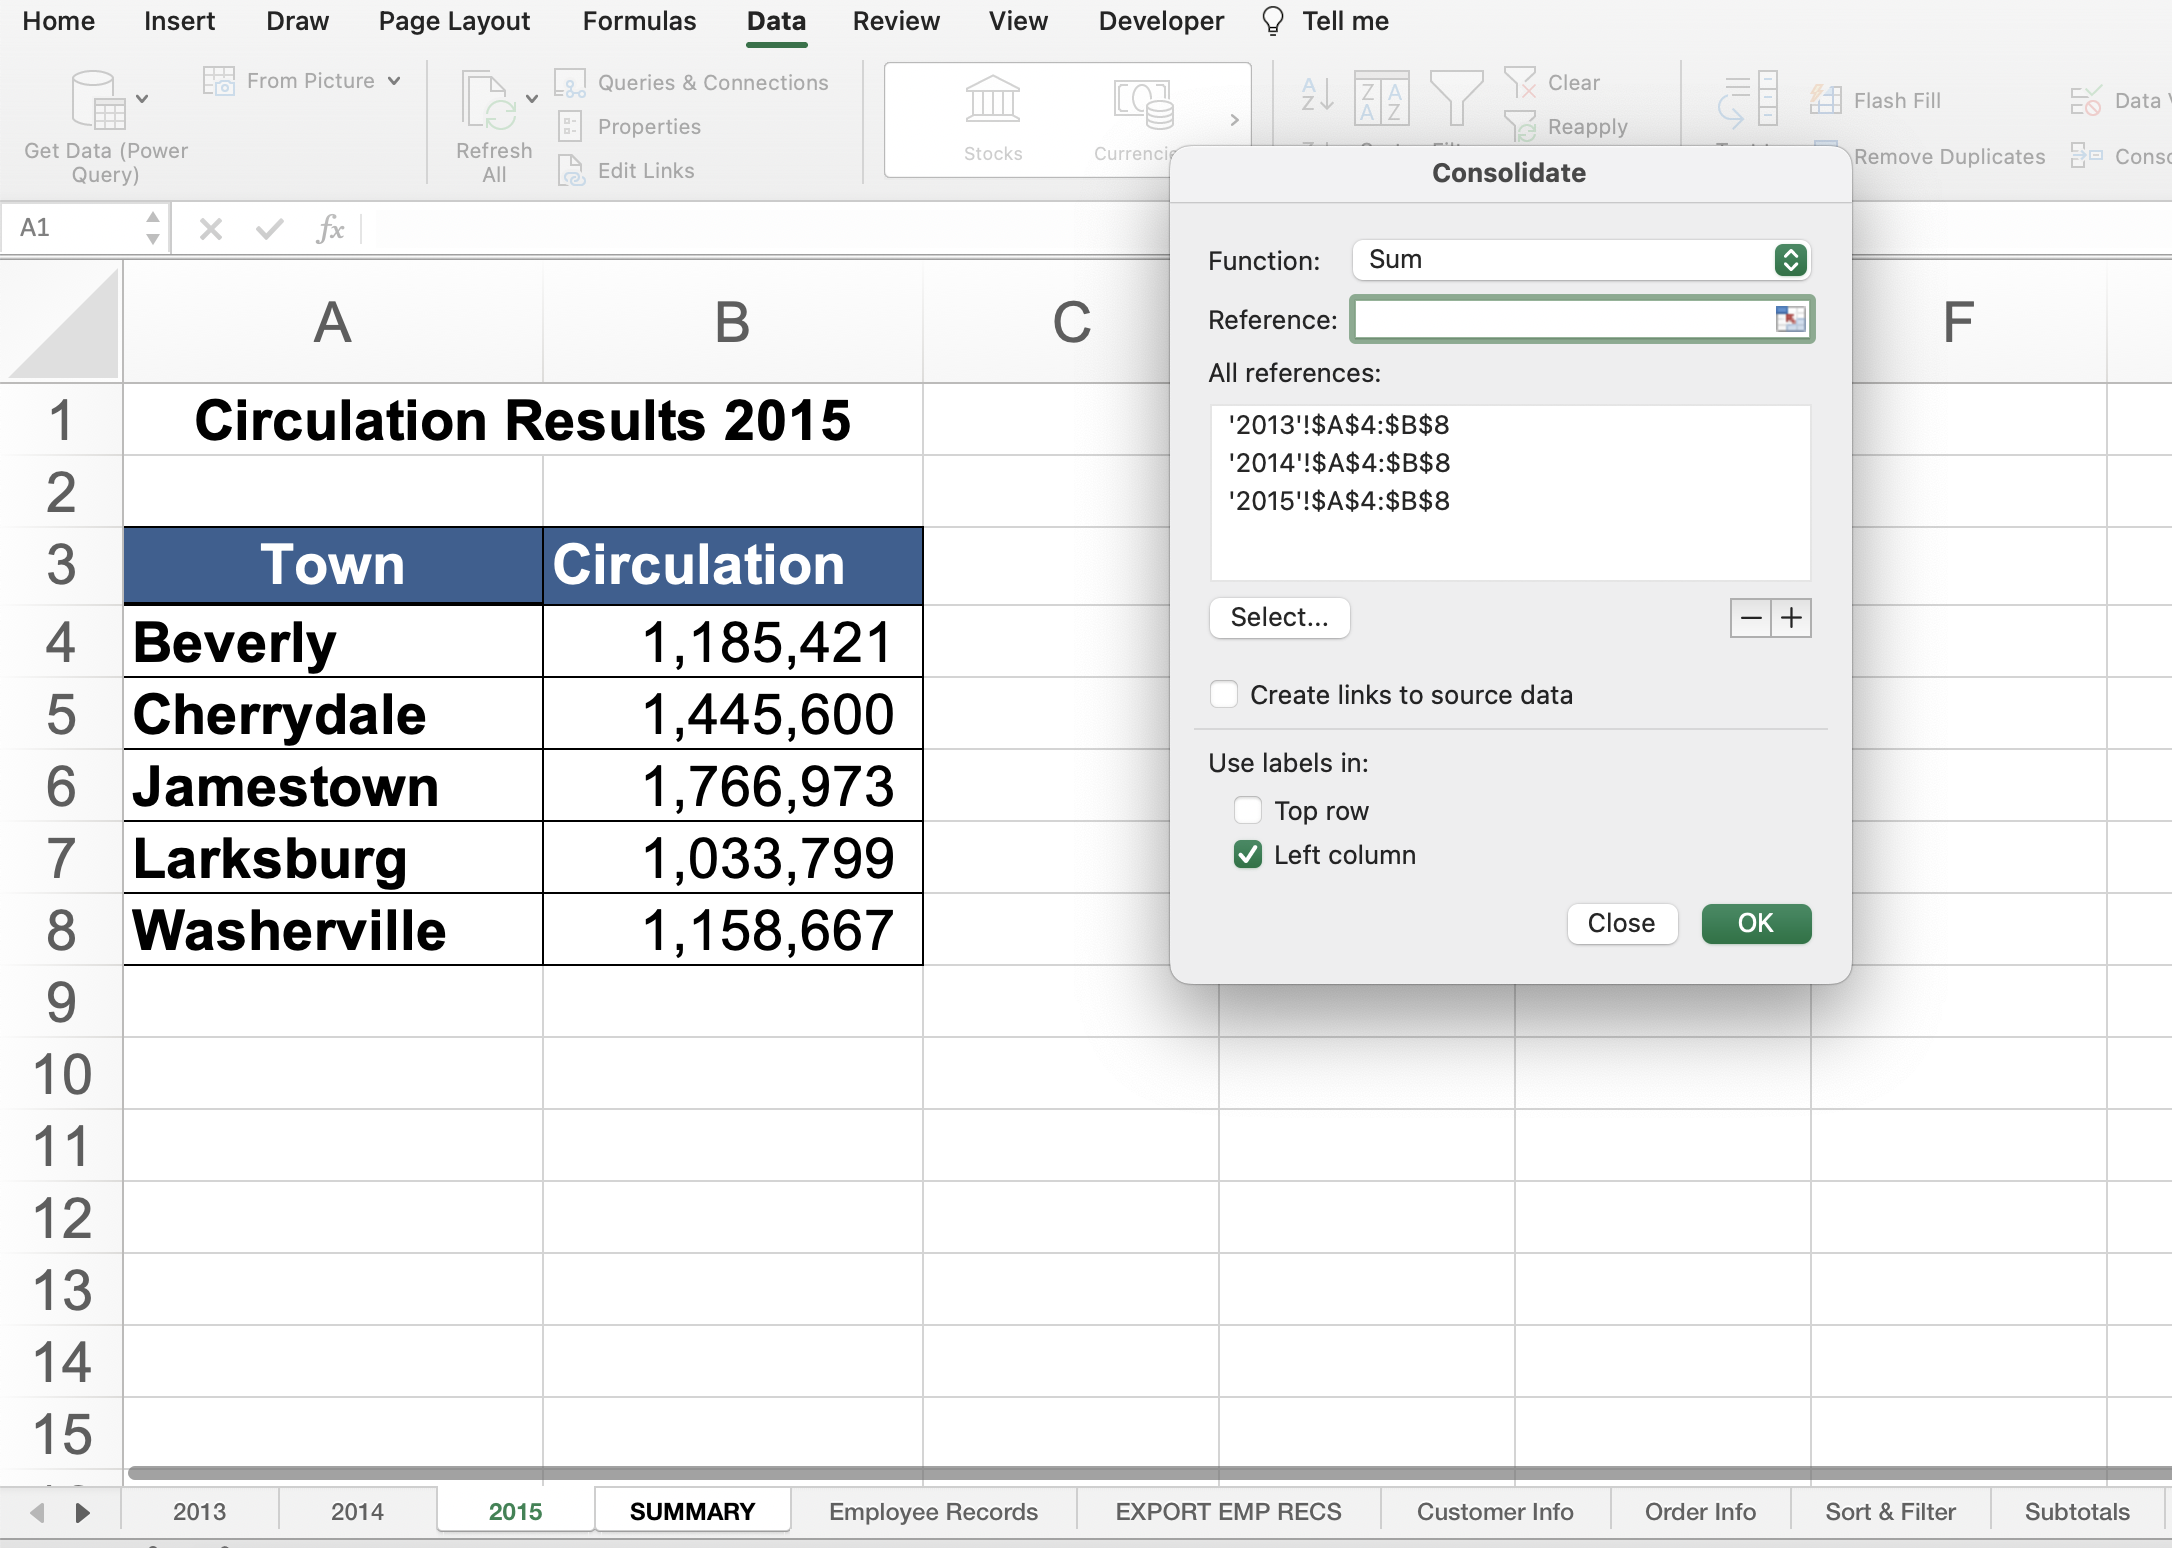 Home Insert Draw Page Layout Formulas Data Review View Developer Tell me
Get Data (Power Query)
From Picture
Refresh All
Queries & Connections
Properties
Edit Links
Stocks
Clear
Reapply
Flash Fill
Remove Duplicates
Data
A1
fx
Consolidate
Function: Sum
Reference:
All references:
'2013'!$A$4:$B$8
'2014'!$A$4:$B$8
'2015'!$A$4:$B$8
Select...
Create links to source data
Use labels in:
Top row
Left column
Close OK
A B C F
1 Circulation Results 2015
2
3 Town Circulation
4 Beverly 1,185,421
5 Cherrydale 1,445,600
6 Jamestown 1,766,973
7 Larksburg 1,033,799
8 Washerville 1,158,667
9
10
11
12
13
14
15
2013 2014 2015 SUMMARY Employee Records EXPORT EMP RECS Customer Info Order Info Sort & Filter Subtotals